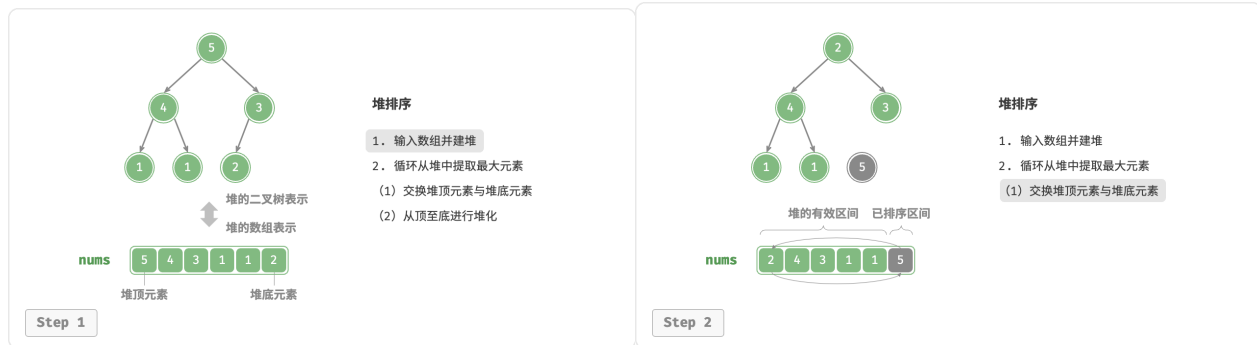 5
4 3
1 1 2
堆的二叉树表示
堆的数组表示
nums 5 4 3 1 1 2
堆顶元素 堆底元素
堆排序
1. 输入数组并建堆
2. 循环从堆中提取最大元素
（1）交换堆顶元素与堆底元素
（2）从顶至底进行堆化
Step 1
2
4 3
1 1 5
堆的有效区间 已排序区间
nums 2 4 3 1 1 5
堆排序
1. 输入数组并建堆
2. 循环从堆中提取最大元素
（1）交换堆顶元素与堆底元素
Step 2